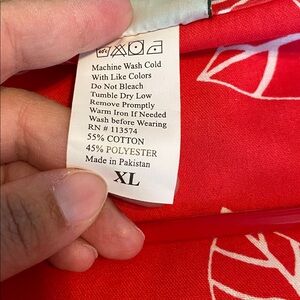 Machine Wash Cold
With Like Colors
Do Not Bleach
Tumble Dry Low
Remove Promptly
Warm Iron If Needed
Wash before Wearing
RN # 113574
55% COTTON
45% POLYESTER
Made in Pakistan
XL